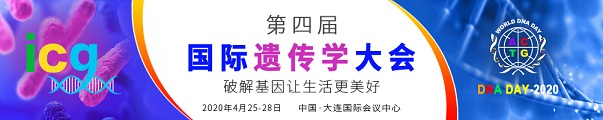 icg
第四届
国际遗传学大会
破解基因让生活更美好
2020年4月25-28日 中国·大连国际会议中心
WORLD DNA DAY
A C
T G
DNA DAY-2020